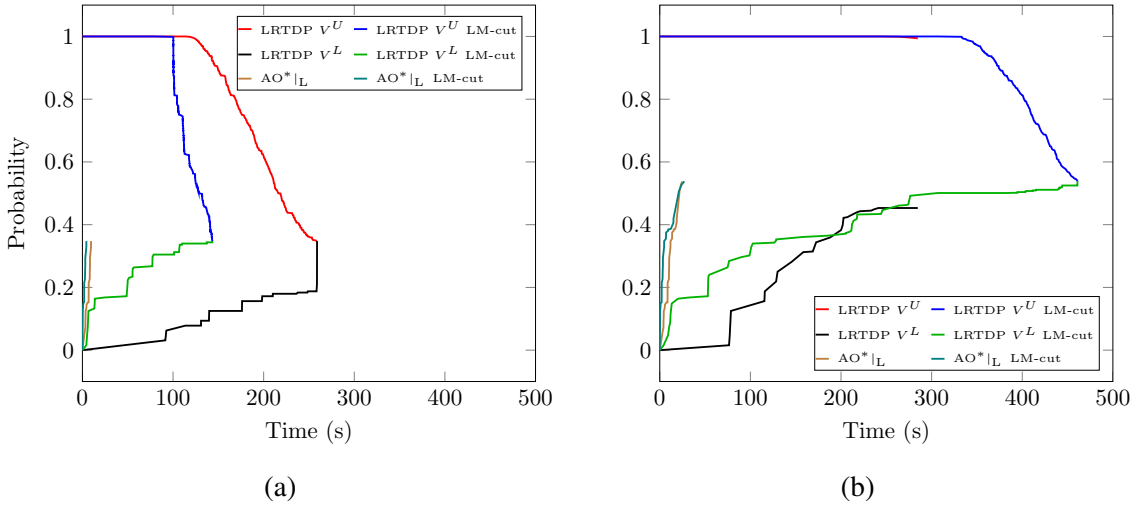 LRTDP V^U LRTDP V^U LM-cut
LRTDP V^L LRTDP V^L LM-cut
AO*|_L AO*|_L LM-cut
1
0.8
0.6
0.4
0.2
0
Probability
0 100 200 300 400 500
Time (s)
(a)
1
0.8
0.6
0.4
0.2
0
LRTDP V^U LRTDP V^U LM-cut
LRTDP V^L LRTDP V^L LM-cut
AO*|_L AO*|_L LM-cut
0 100 200 300 400 500
Time (s)
(b)